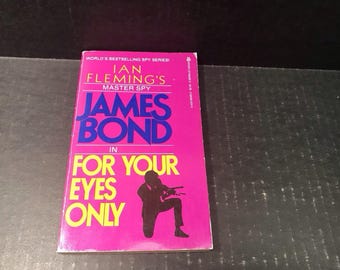 WORLD'S BESTSELLING SPY SERIES!
IAN
FLEMING'S
MASTER SPY
JAMES
BOND
IN
FOR YOUR
EYES
ONLY